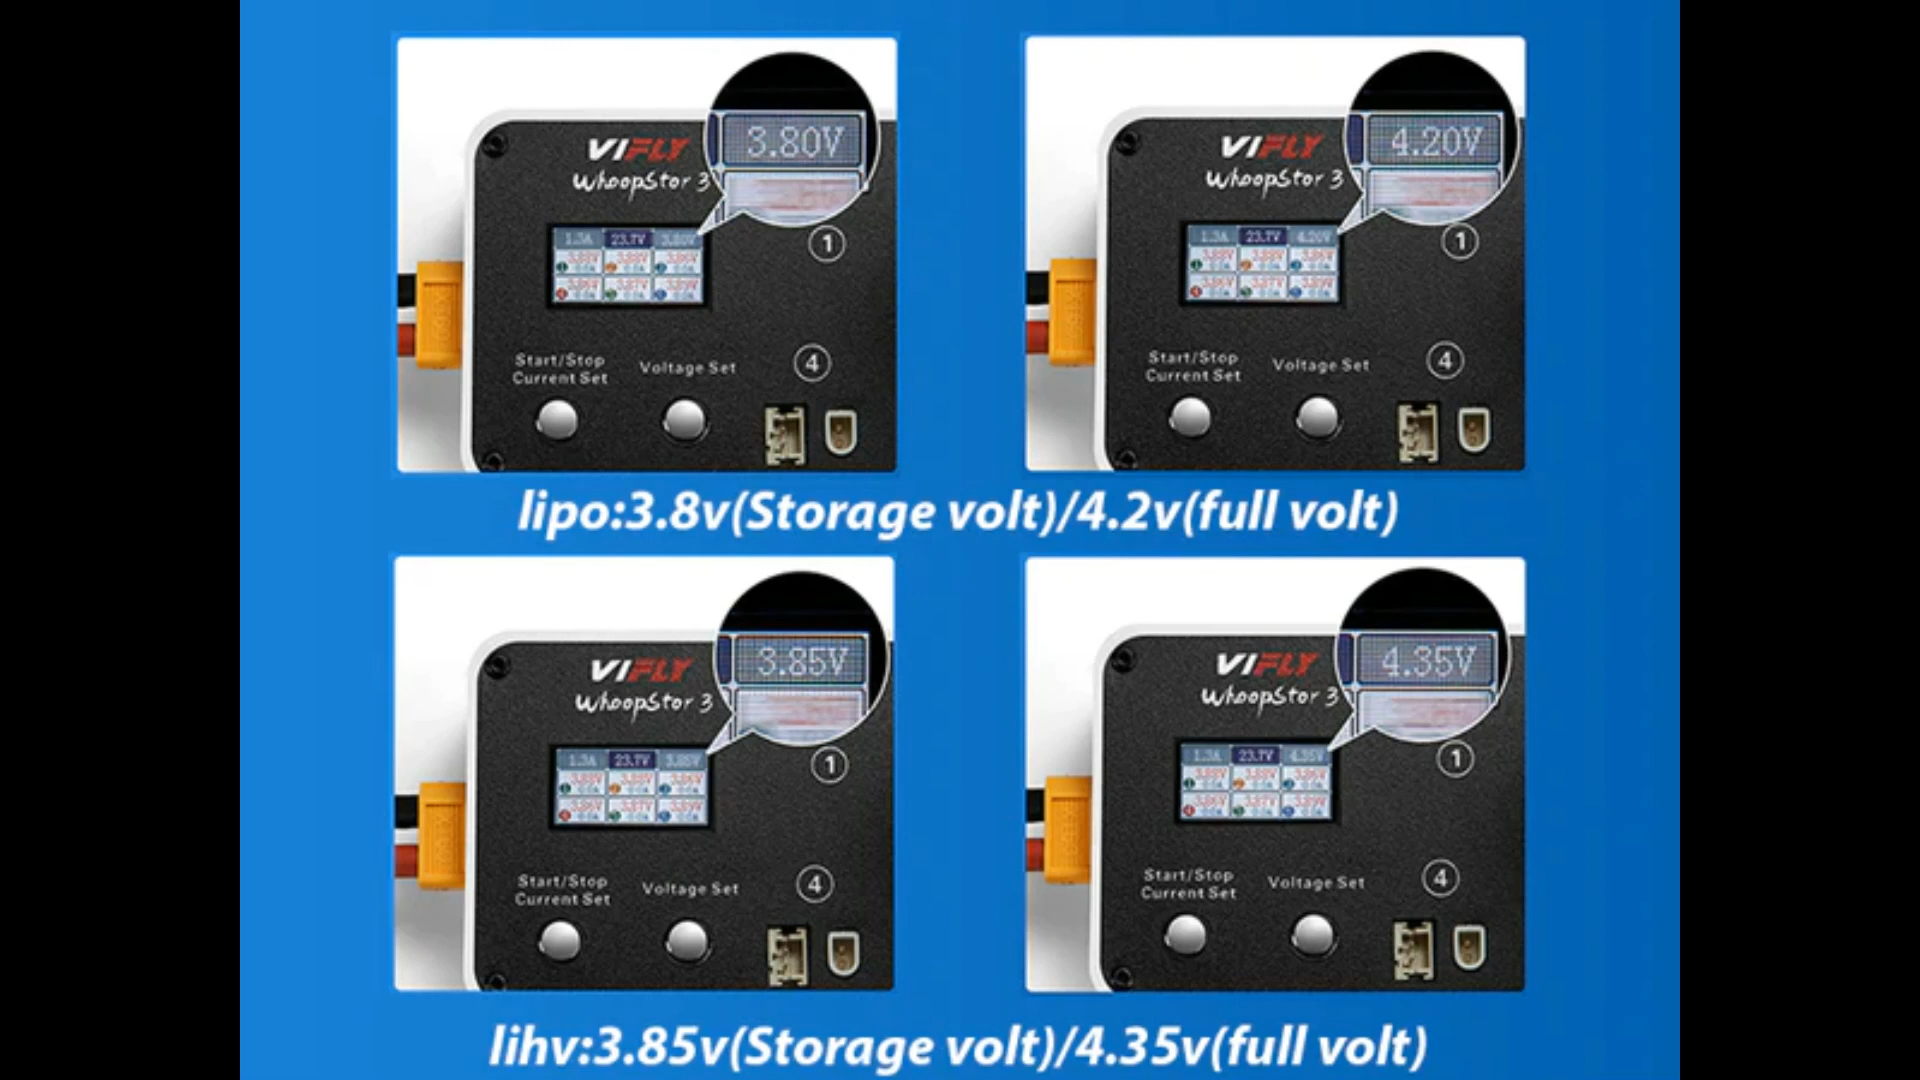 3.80V
VIFLY
WhoopStor 3
1.3A 23.7V 3.80V
1
Start/Stop
Current Set
Voltage Set
4
4.20V
VIFLY
WhoopStor 3
1.3A 23.7V 4.20V
1
Start/Stop
Current Set
Voltage Set
4
lipo:3.8v(Storage volt)/4.2v(full volt)
3.85V
VIFLY
WhoopStor 3
1.3A 23.7V 3.85V
1
Start/Stop
Current Set
Voltage Set
4
4.35V
VIFLY
WhoopStor 3
1.3A 23.7V 4.35V
1
Start/Stop
Current Set
Voltage Set
4
lihv:3.85v(Storage volt)/4.35v(full volt)